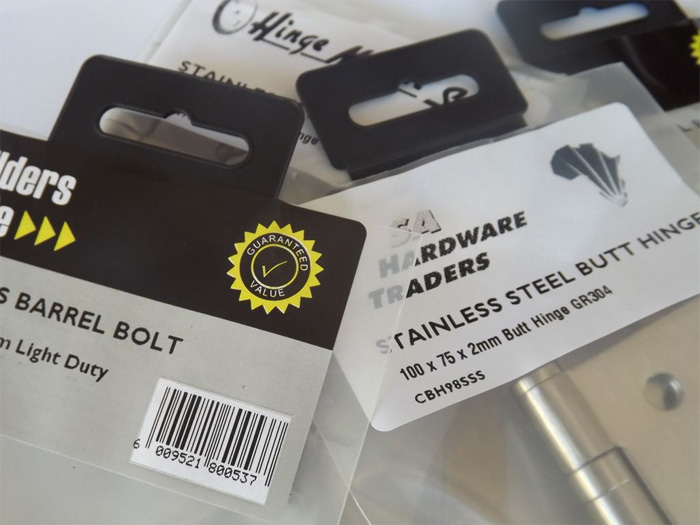 Hinge
STAINLESS
SA
HARDWARE
TRADERS
STAINLESS STEEL BUTT HINGE
100 x 75 x 2mm Butt Hinge GR304
CBH98SSS
GUARANTEED
VALUE
BARREL BOLT
Light Duty
6 009521 800537